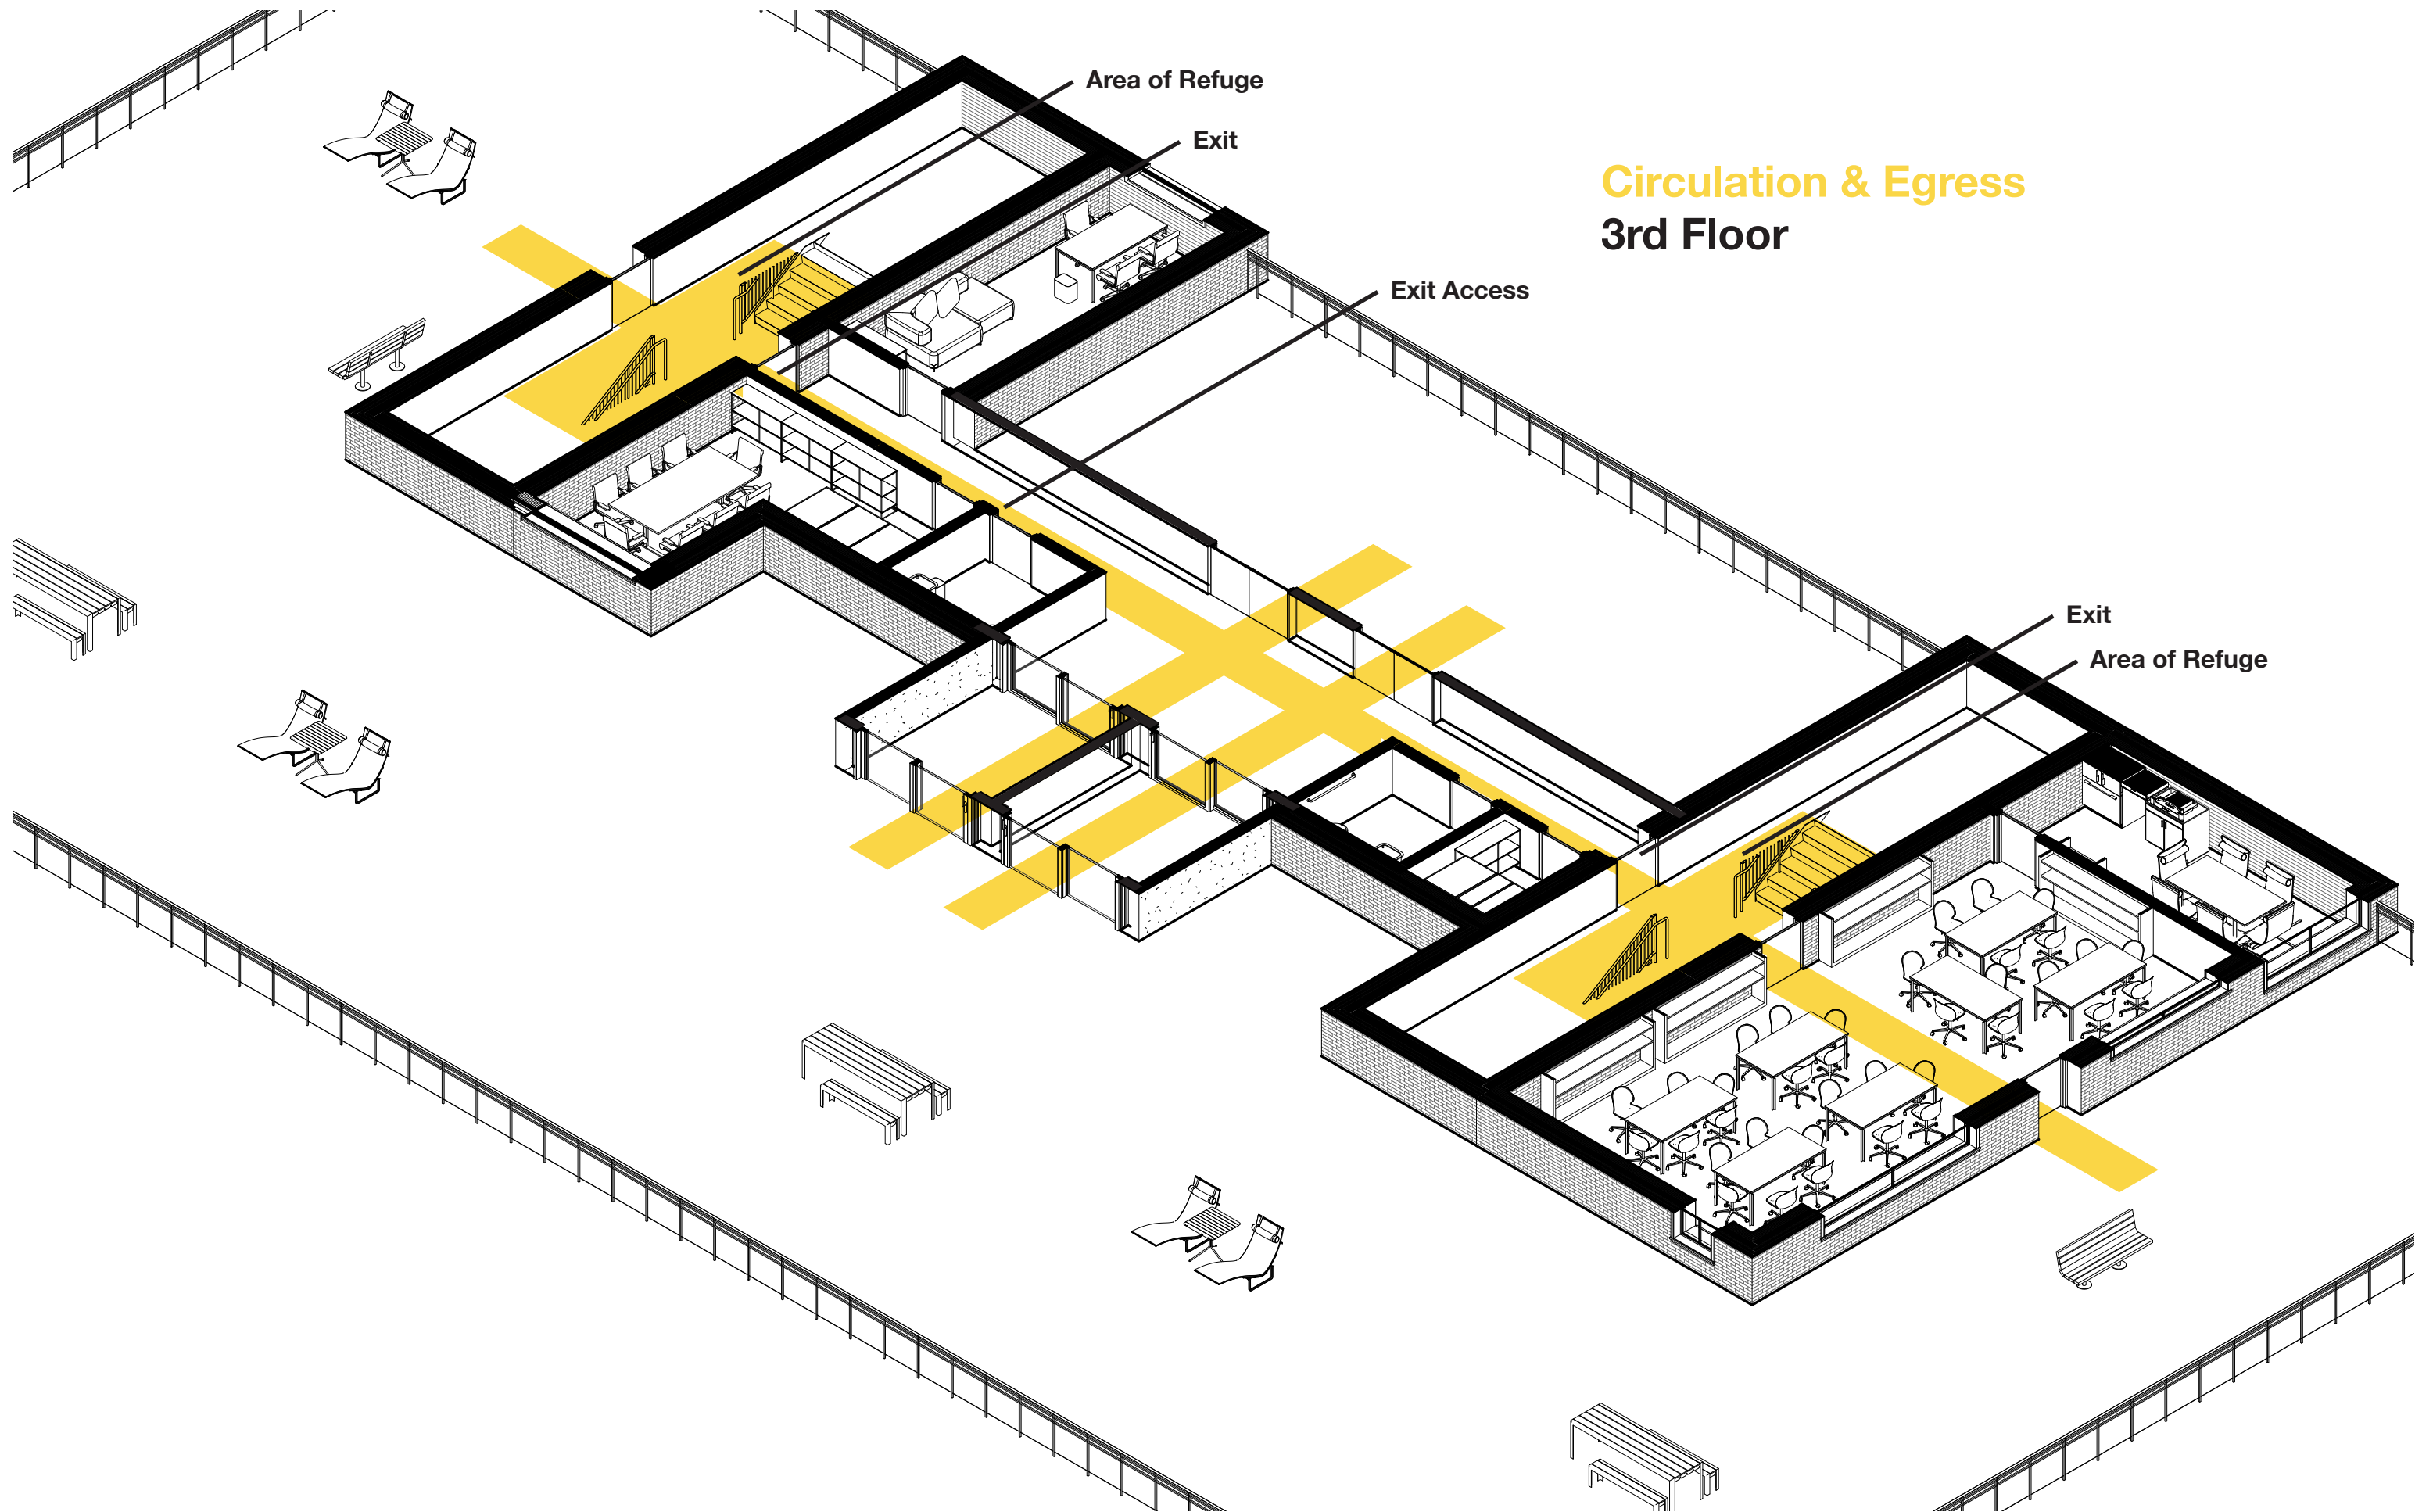 Area of Refuge
Exit
Circulation & Egress
3rd Floor
Exit Access
Exit
Area of Refuge